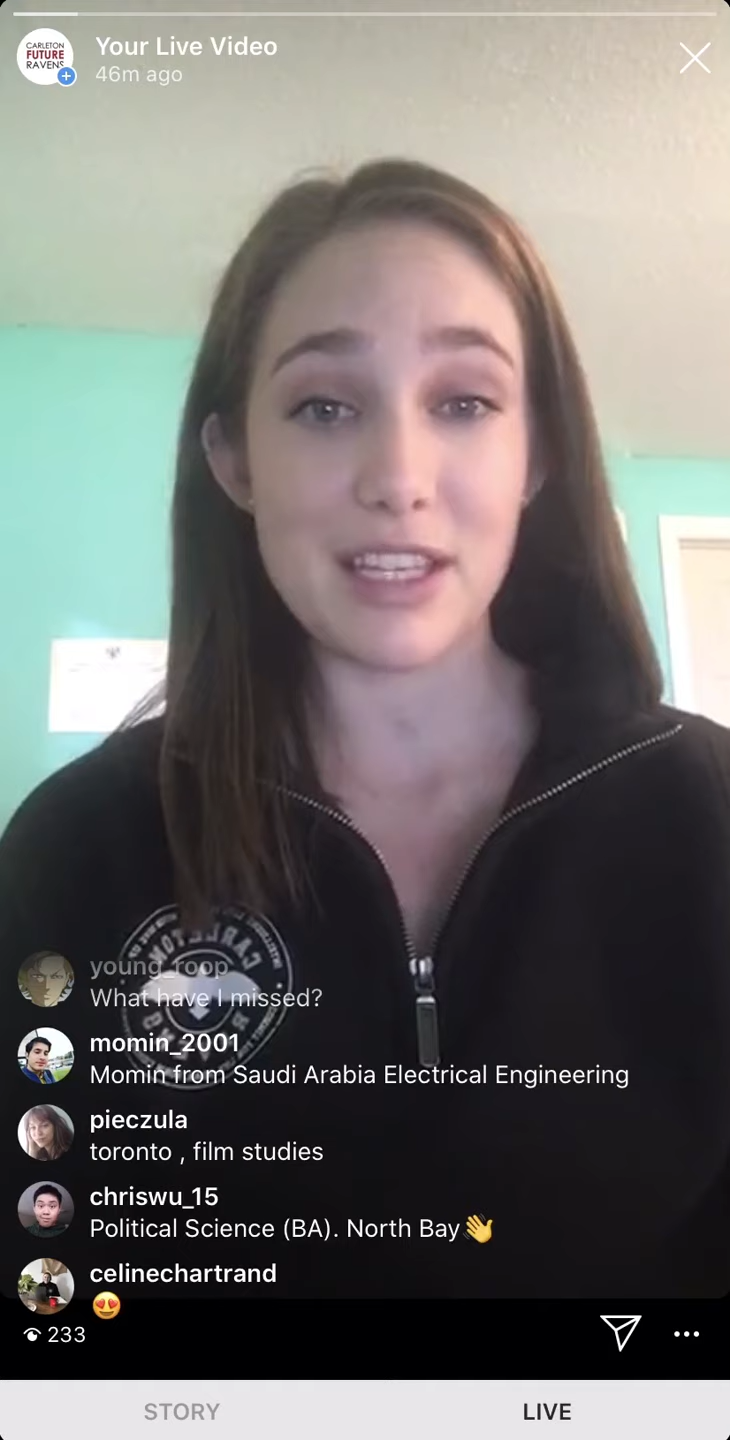 CARLETON
FUTURE
RAVENS
Your Live Video
46m ago
CARLETON
young_roop
What have I missed?
momin_2001
Momin from Saudi Arabia Electrical Engineering
pieczula
toronto , film studies
chriswu_15
Political Science (BA). North Bay👋
celinechartrand
😍
233
STORY
LIVE